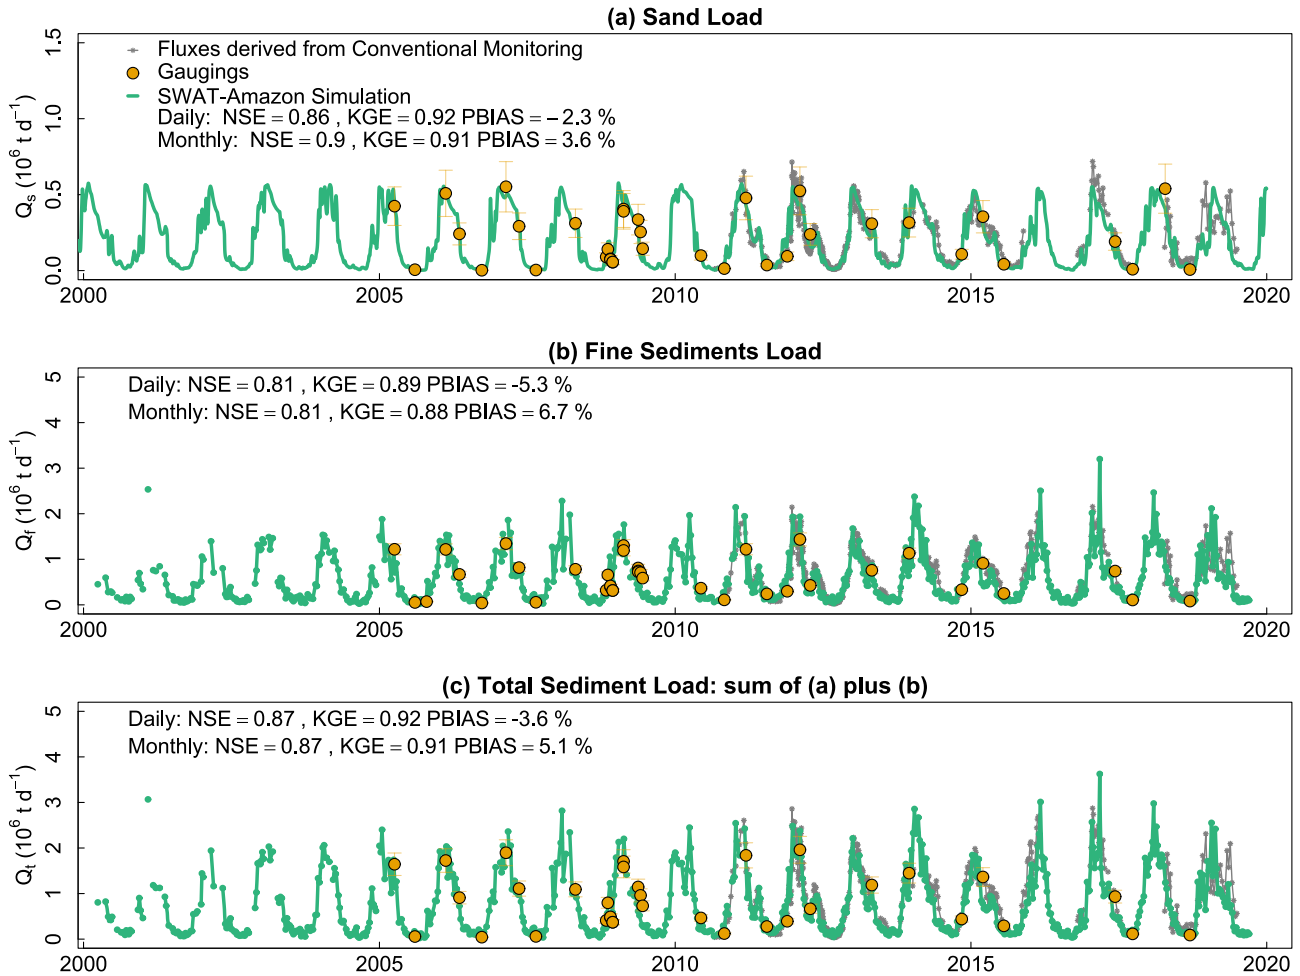 (a) Sand Load
Fluxes derived from Conventional Monitoring
Gaugings
SWAT-Amazon Simulation
Daily: NSE = 0.86 , KGE = 0.92 PBIAS = − 2.3 %
Monthly: NSE = 0.9 , KGE = 0.91 PBIAS = 3.6 %
Qs (10⁶ t d⁻¹)
1.5
1.0
0.5
0.0
2000 2005 2010 2015 2020
(b) Fine Sediments Load
Daily: NSE = 0.81 , KGE = 0.89 PBIAS = -5.3 %
Monthly: NSE = 0.81 , KGE = 0.88 PBIAS = 6.7 %
Qf (10⁶ t d⁻¹)
5
4
3
2
1
0
2000 2005 2010 2015 2020
(c) Total Sediment Load: sum of (a) plus (b)
Daily: NSE = 0.87 , KGE = 0.92 PBIAS = -3.6 %
Monthly: NSE = 0.87 , KGE = 0.91 PBIAS = 5.1 %
Qt (10⁶ t d⁻¹)
5
4
3
2
1
0
2000 2005 2010 2015 2020